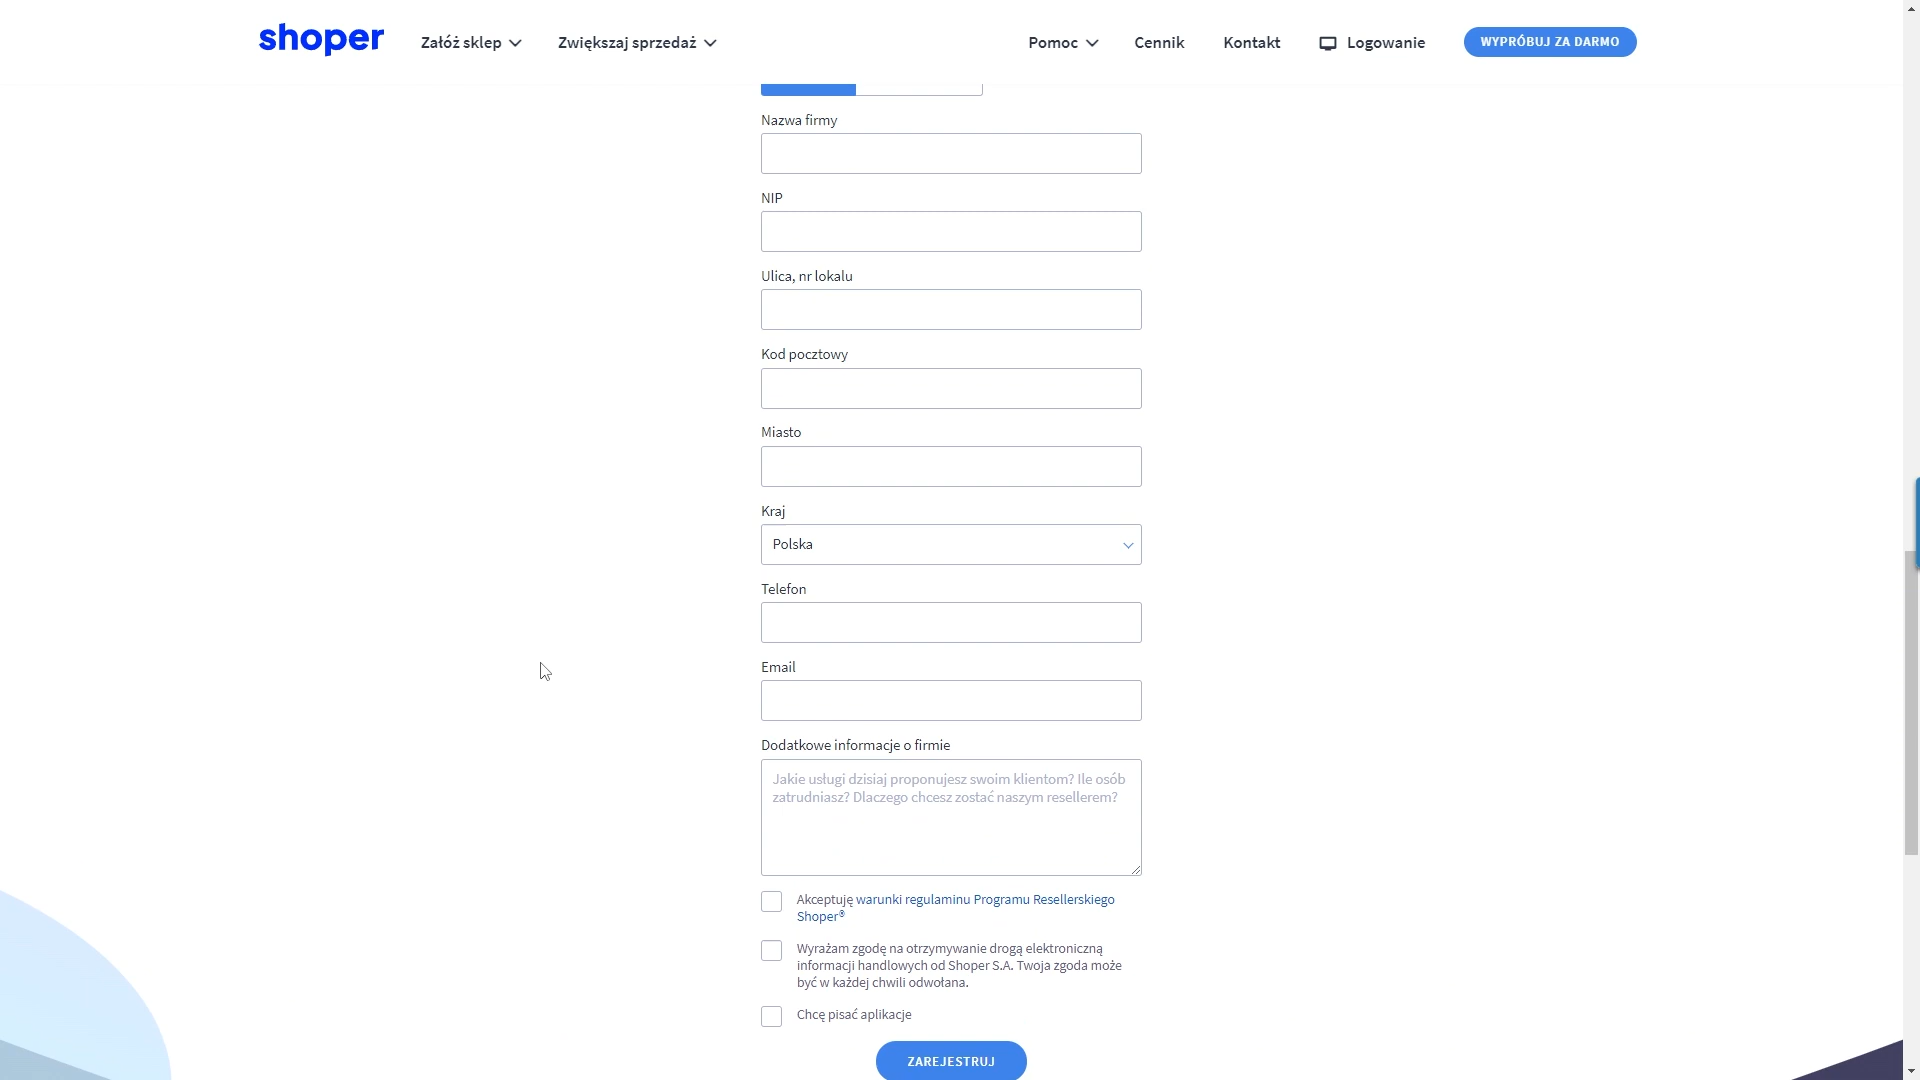 shoper Załóż sklep Zwiększaj sprzedaż Pomoc Cennik Kontakt Logowanie WYPRÓBUJ ZA DARMO
Nazwa firmy
NIP
Ulica, nr lokalu
Kod pocztowy
Miasto
Kraj
Polska
Telefon
Email
Dodatkowe informacje o firmie
Jakie usługi dzisiaj proponujesz swoim klientom? Ile osób
zatrudniasz? Dlaczego chcesz zostać naszym resellerem?
Akceptuję warunki regulaminu Programu Resellerskiego
Shoper®
Wyrażam zgodę na otrzymywanie drogą elektroniczną
informacji handlowych od Shoper S.A. Twoja zgoda może
być w każdej chwili odwołana.
Chcę pisać aplikacje
ZAREJESTRUJ